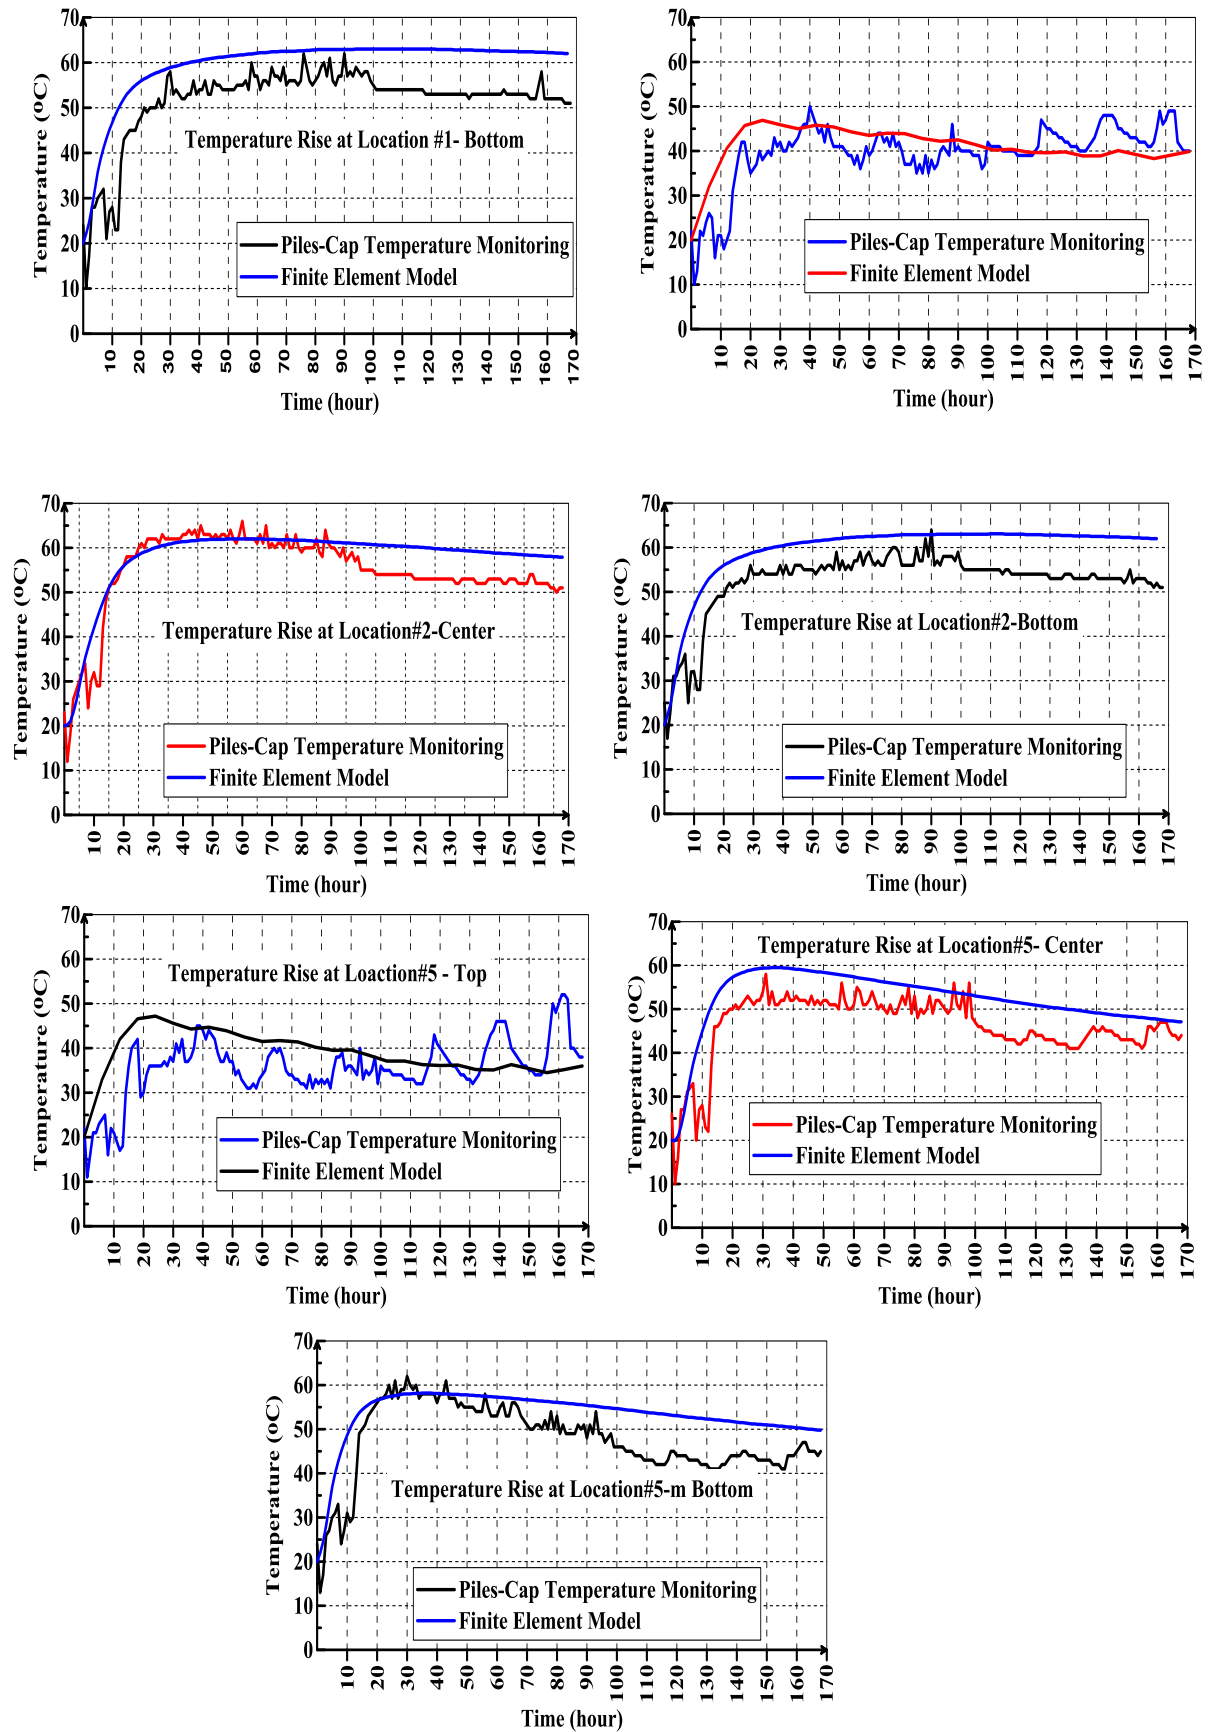 70
60
50
40
30
20
10
0
Temperature (oC)
Temperature Rise at Location #1- Bottom
Piles-Cap Temperature Monitoring
Finite Element Model
10 20 30 40 50 60 70 80 90 100 110 120 130 140 150 160 170
Time (hour)
70
60
50
40
30
20
10
0
Temperature (oC)
Piles-Cap Temperature Monitoring
Finite Element Model
10 20 30 40 50 60 70 80 90 100 110 120 130 140 150 160 170
Time (hour)
70
60
50
40
30
20
10
0
Temperature (oC)
Temperature Rise at Location#2-Center
Piles-Cap Temperature Monitoring
Finite Element Model
10 20 30 40 50 60 70 80 90 100 110 120 130 140 150 160 170
Time (hour)
70
60
50
40
30
20
10
0
Temperature (oC)
Temperature Rise at Location#2-Bottom
Piles-Cap Temperature Monitoring
Finite Element Model
10 20 30 40 50 60 70 80 90 100 110 120 130 140 150 160 170
Time (hour)
70
60
50
40
30
20
10
0
Temperature (oC)
Temperature Rise at Loaction#5 - Top
Piles-Cap Temperature Monitoring
Finite Element Model
10 20 30 40 50 60 70 80 90 100 110 120 130 140 150 160 170
Time (hour)
70
60
50
40
30
20
10
0
Temperature (oC)
Temperature Rise at Location#5- Center
Piles-Cap Temperature Monitoring
Finite Element Model
10 20 30 40 50 60 70 80 90 100 110 120 130 140 150 160 170
Time (hour)
70
60
50
40
30
20
10
0
Temperature (oC)
Temperature Rise at Location#5-m Bottom
Piles-Cap Temperature Monitoring
Finite Element Model
10 20 30 40 50 60 70 80 90 100 110 120 130 140 150 160 170
Time (hour)